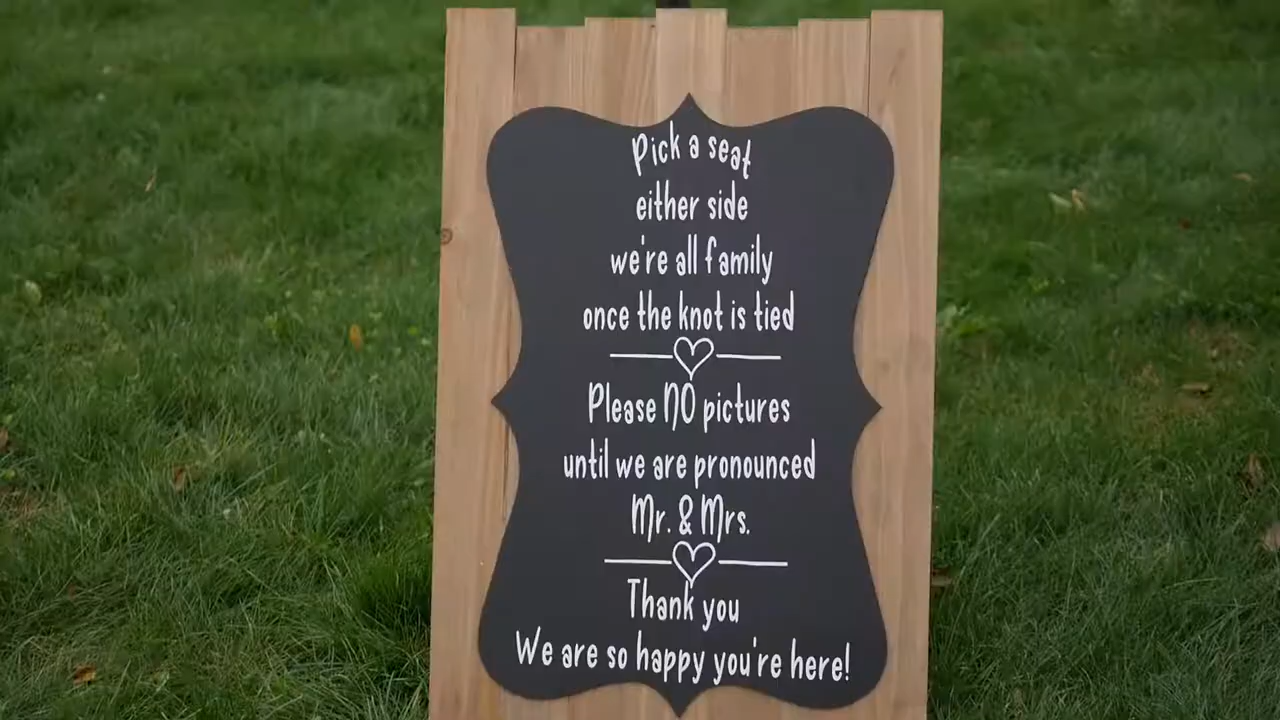 Pick a seat
either side
we're all family
once the knot is tied
Please NO pictures
until we are pronounced
Mr. & Mrs.
Thank you
We are so happy you're here!